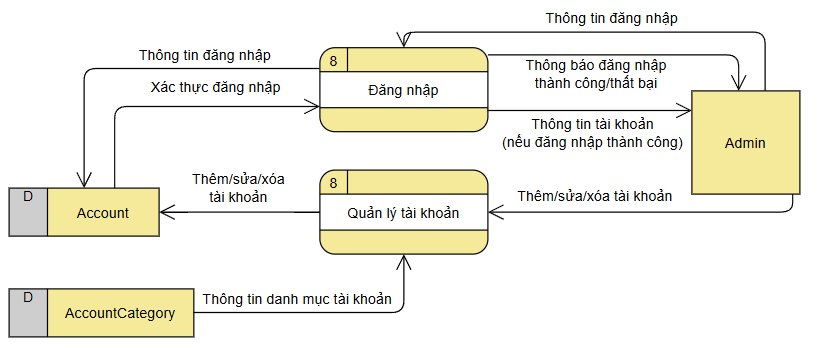 Thông tin đăng nhập
Thông tin đăng nhập
8
Thông báo đăng nhập
thành công/thất bại
Xác thực đăng nhập
Đăng nhập
Thông tin tài khoản
(nếu đăng nhập thành công)
Admin
Thêm/sửa/xóa
tài khoản
8
Thêm/sửa/xóa tài khoản
D
Account
Quản lý tài khoản
D
AccountCategory
Thông tin danh mục tài khoản